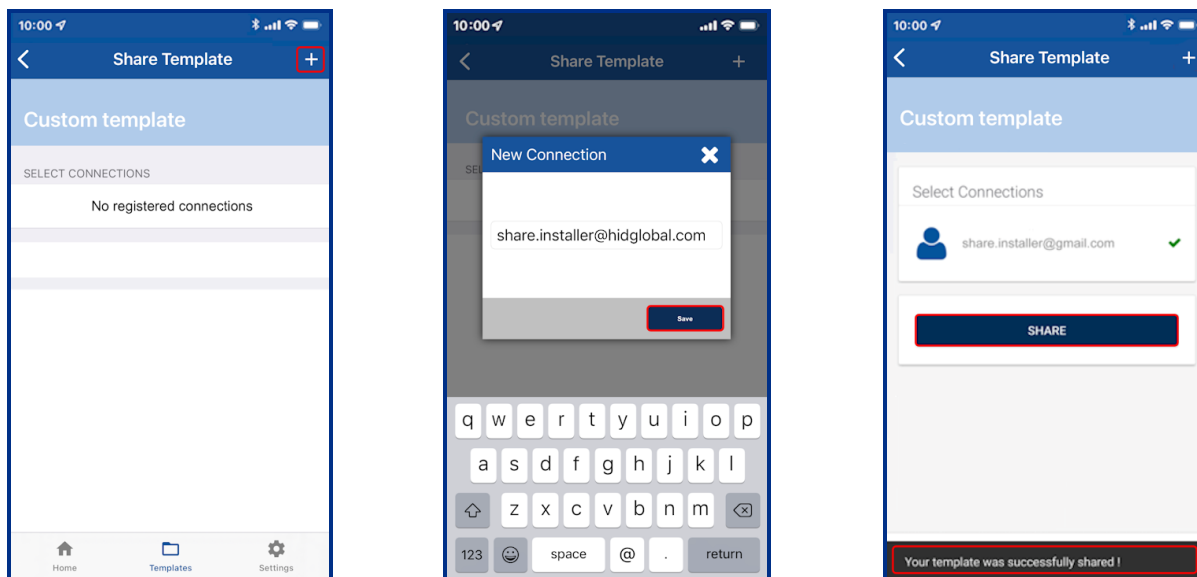 10:00
Share Template
+
Custom template
SELECT CONNECTIONS
No registered connections
Home
Templates
Settings
10:00
Share Template
+
Custom template
SEL
New Connection
share.installer@hidglobal.com
Save
q w e r t y u i o p
a s d f g h j k l
z x c v b n m
123
space
@
.
return
10:00
Share Template
+
Custom template
Select Connections
share.installer@gmail.com
SHARE
Your template was successfully shared !